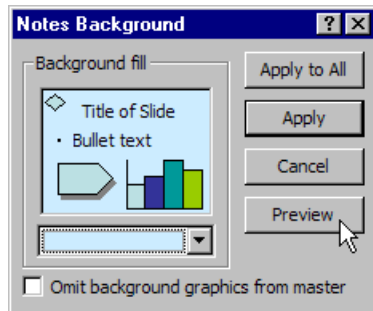 Notes Background
Background fill
Title of Slide
• Bullet text
Apply to All
Apply
Cancel
Preview
Omit background graphics from master